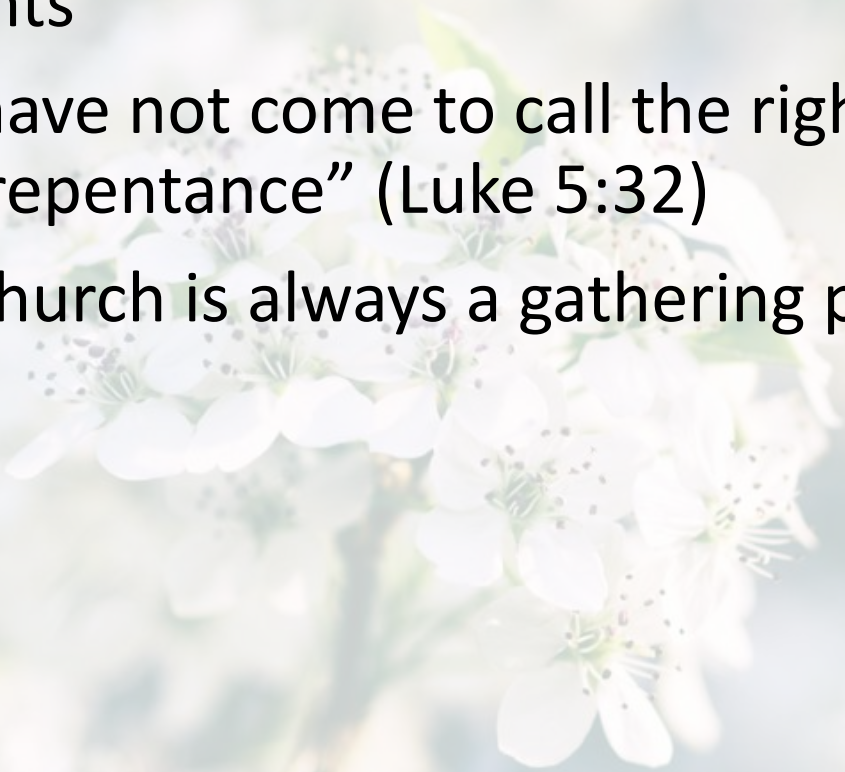 nts
ave not come to call the righ
repentance” (Luke 5:32)
hurch is always a gathering p